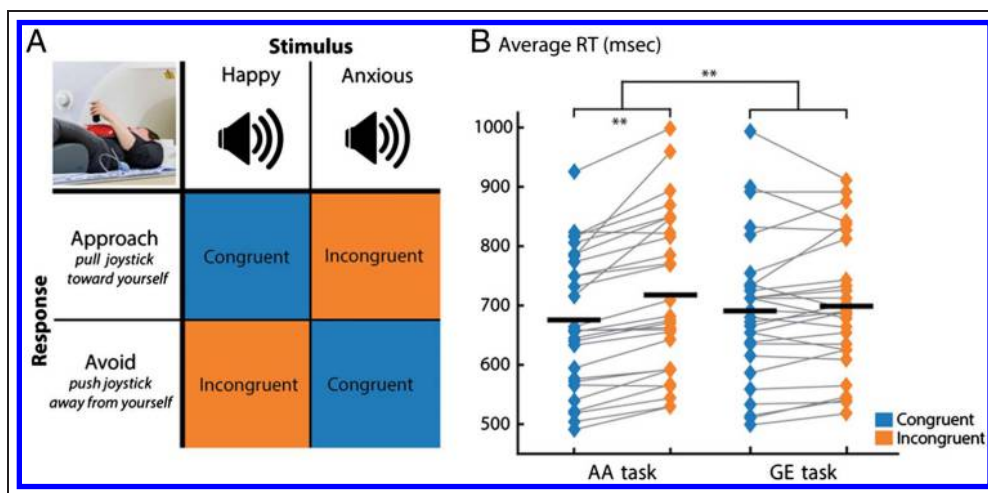 A
Stimulus
Happy
Anxious
Response
Approach
pull joystick
toward yourself
Congruent
Incongruent
Avoid
push joystick
away from yourself
Incongruent
Congruent
B Average RT (msec)
**
**
1000
900
800
700
600
500
Congruent
Incongruent
AA task
GE task